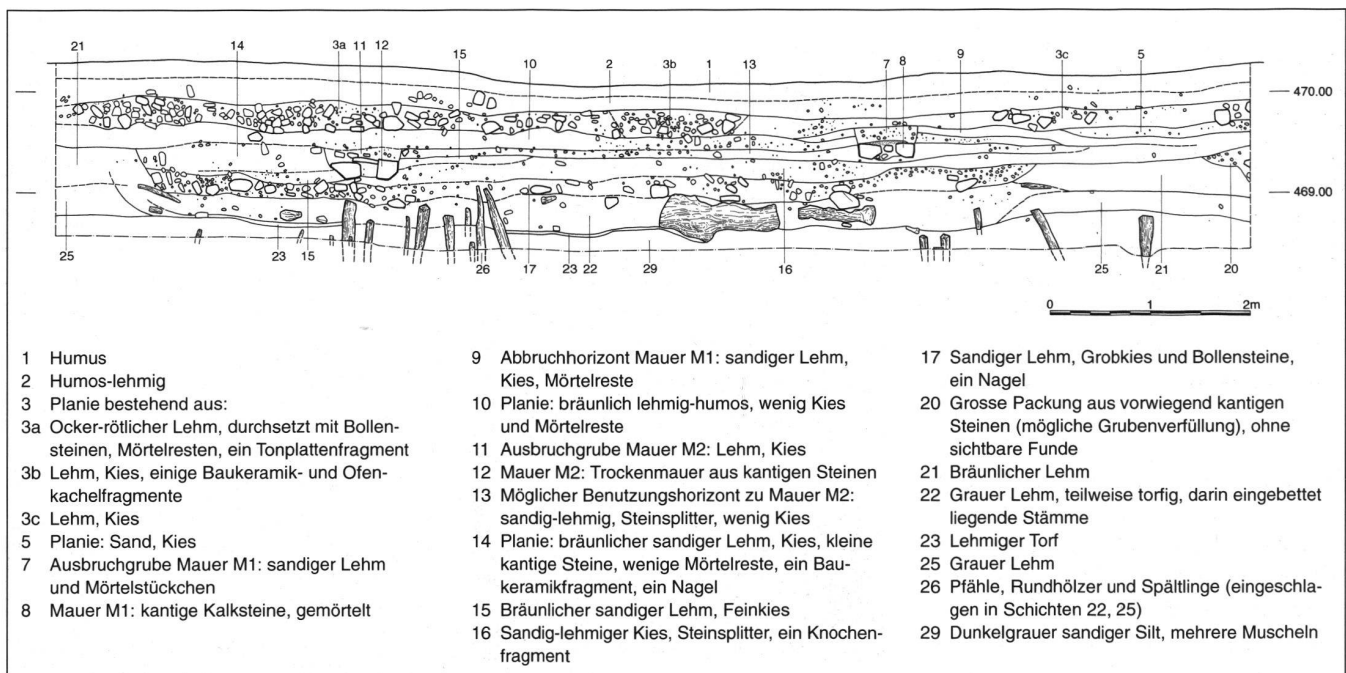 21 14 3a 11 12 15 10 2 3b 1 13 7 8 9 3c 5
470.00
469.00
25 23 15 26 17 23 22 29 16 25 21 20
0 1 2m
1 Humus
2 Humos-lehmig
3 Planie bestehend aus:
3a Ocker-rötlicher Lehm, durchsetzt mit Bollen-
steinen, Mörtelresten, ein Tonplattenfragment
3b Lehm, Kies, einige Baukeramik- und Ofen-
kachelfragmente
3c Lehm, Kies
5 Planie: Sand, Kies
7 Ausbruchgrube Mauer M1: sandiger Lehm
und Mörtelstückchen
8 Mauer M1: kantige Kalksteine, gemörtelt
9 Abbruchhorizont Mauer M1: sandiger Lehm,
Kies, Mörtelreste
10 Planie: bräunlich lehmig-humos, wenig Kies
und Mörtelreste
11 Ausbruchgrube Mauer M2: Lehm, Kies
12 Mauer M2: Trockenmauer aus kantigen Steinen
13 Möglicher Benutzungshorizont zu Mauer M2:
sandig-lehmig, Steinsplitter, wenig Kies
14 Planie: bräunlicher sandiger Lehm, Kies, kleine
kantige Steine, wenige Mörtelreste, ein Bau-
keramikfragment, ein Nagel
15 Bräunlicher sandiger Lehm, Feinkies
16 Sandig-lehmiger Kies, Steinsplitter, ein Knochen-
fragment
17 Sandiger Lehm, Grobkies und Bollensteine,
ein Nagel
20 Grosse Packung aus vorwiegend kantigen
Steinen (mögliche Grubenverfüllung), ohne
sichtbare Funde
21 Bräunlicher Lehm
22 Grauer Lehm, teilweise torfig, darin eingebettet
liegende Stämme
23 Lehmiger Torf
25 Grauer Lehm
26 Pfähle, Rundhölzer und Spältlinge (eingeschla-
gen in Schichten 22, 25)
29 Dunkelgrauer sandiger Silt, mehrere Muscheln